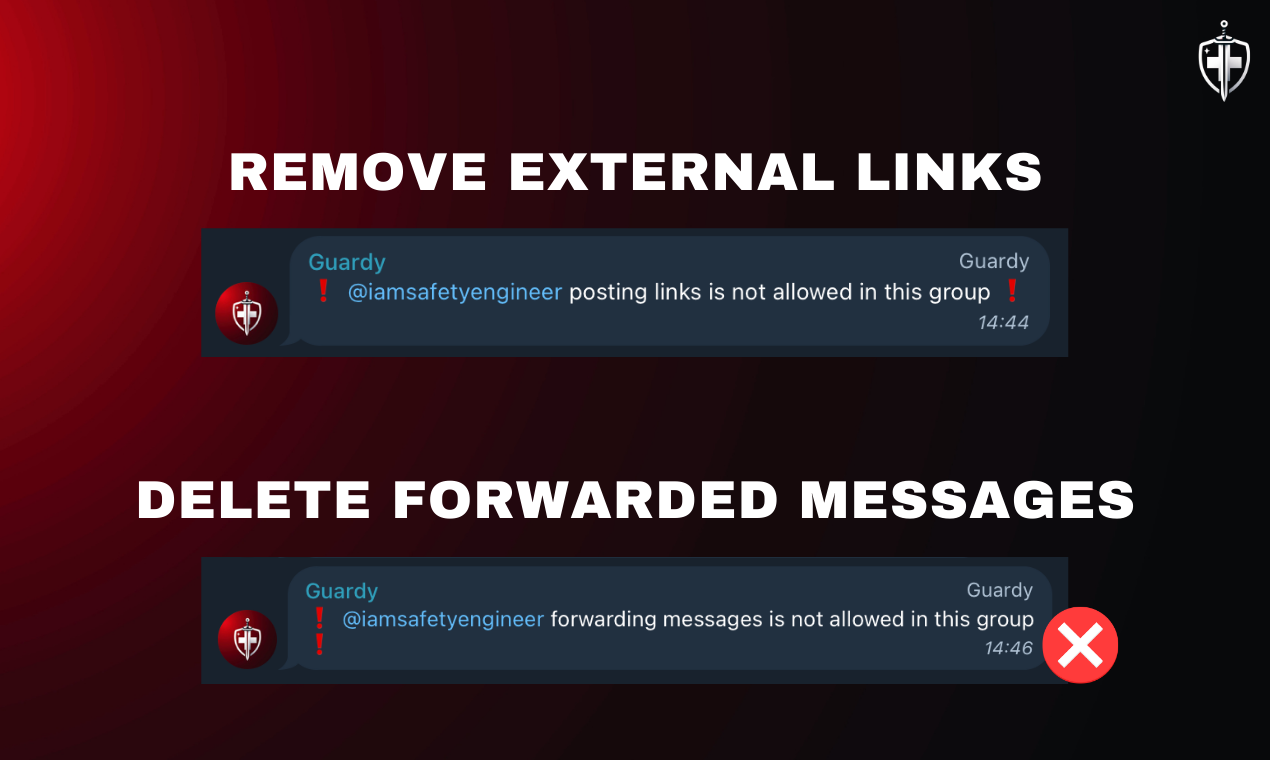 REMOVE EXTERNAL LINKS
Guardy Guardy
❗ @iamsafetyengineer posting links is not allowed in this group ❗
14:44
DELETE FORWARDED MESSAGES
Guardy Guardy
❗ @iamsafetyengineer forwarding messages is not allowed in this group
❗ 14:46